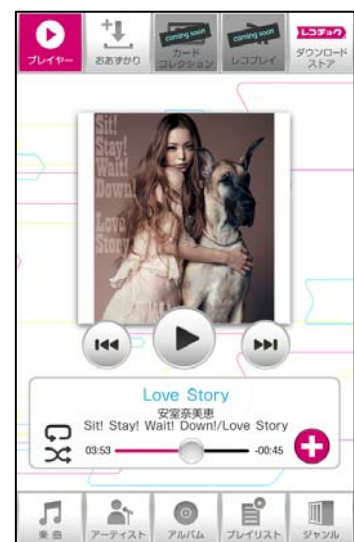 プレイヤー
おあずかり
coming soon
カード
コレクション
coming soon
レコプレイ
レコチョク
ダウンロード
ストア
Sit!
Stay!
Wait!
Down!
Love
Story
Love Story
安室奈美恵
Sit! Stay! Wait! Down!/Love Story
03:53
-00:45
楽曲
アーティスト
アルバム
プレイリスト
ジャンル